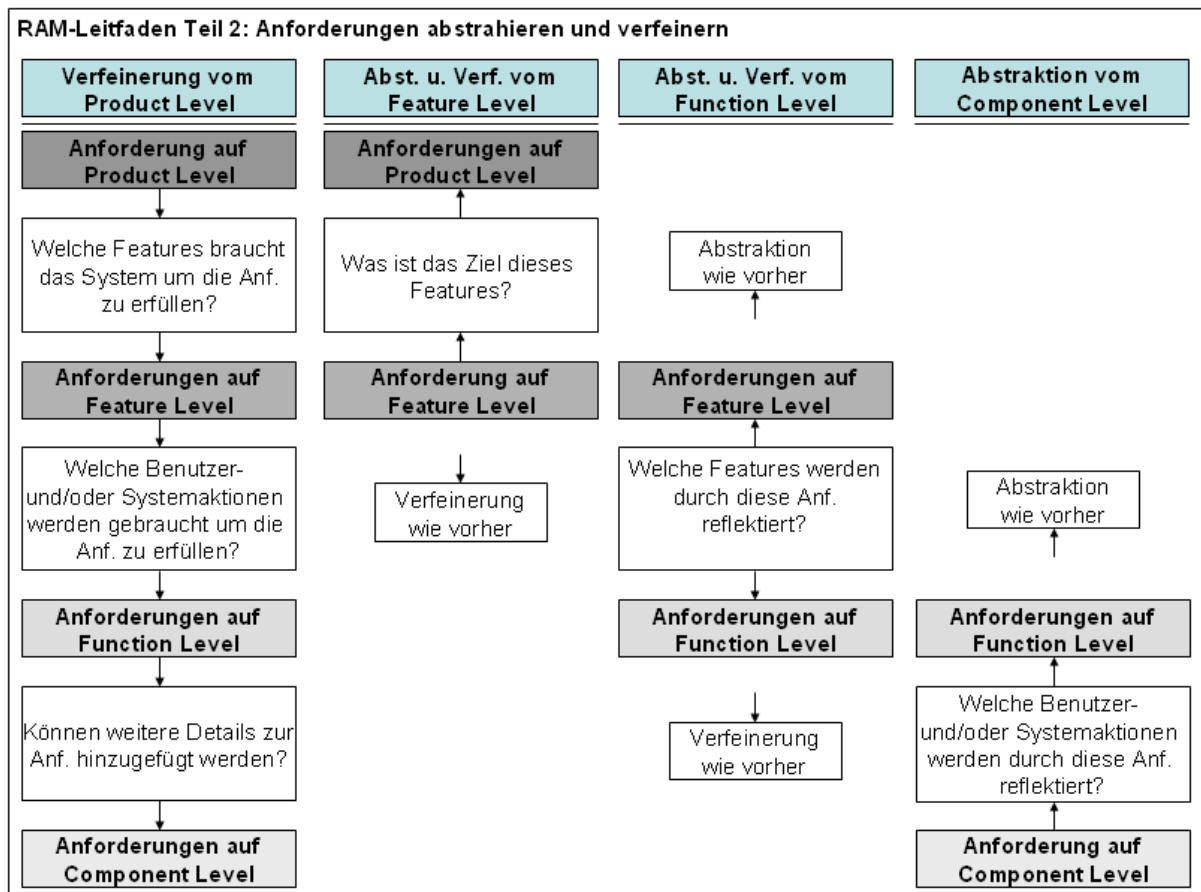 RAM-Leitfaden Teil 2: Anforderungen abstrahieren und verfeinern
Verfeinerung vom
Product Level
Anforderung auf
Product Level
Welche Features braucht
das System um die Anf.
zu erfüllen?
Anforderungen auf
Feature Level
Welche Benutzer-
und/oder Systemaktionen
werden gebraucht um die
Anf. zu erfüllen?
Anforderungen auf
Function Level
Können weitere Details zur
Anf. hinzugefügt werden?
Anforderungen auf
Component Level
Abst. u. Verf. vom
Feature Level
Anforderungen auf
Product Level
Was ist das Ziel dieses
Features?
Anforderung auf
Feature Level
Verfeinerung
wie vorher
Abst. u. Verf. vom
Function Level
Abstraktion
wie vorher
Anforderungen auf
Feature Level
Welche Features werden
durch diese Anf.
reflektiert?
Anforderungen auf
Function Level
Verfeinerung
wie vorher
Abstraktion vom
Component Level
Abstraktion
wie vorher
Anforderungen auf
Function Level
Welche Benutzer-
und/oder Systemaktionen
werden durch diese Anf.
reflektiert?
Anforderung auf
Component Level